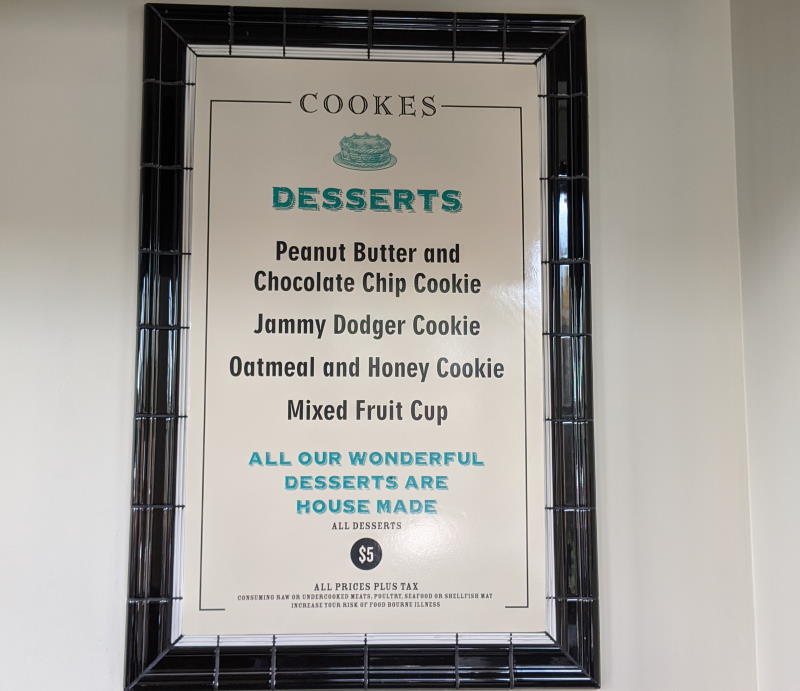 COOKES
DESSERTS
Peanut Butter and
Chocolate Chip Cookie
Jammy Dodger Cookie
Oatmeal and Honey Cookie
Mixed Fruit Cup
ALL OUR WONDERFUL
DESSERTS ARE
HOUSE MADE
ALL DESSERTS
$5
ALL PRICES PLUS TAX
CONSUMING RAW OR UNDERCOOKED MEATS, POULTRY, SEAFOOD OR SHELLFISH MAY
INCREASE YOUR RISK OF FOOD BOURNE ILLNESS